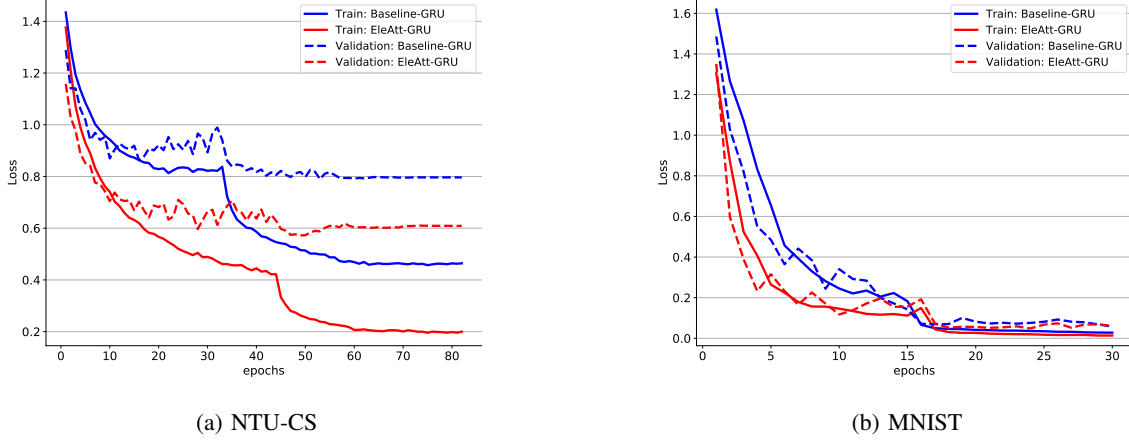 Train: Baseline-GRU
Train: EleAtt-GRU
Validation: Baseline-GRU
Validation: EleAtt-GRU
1.4
1.2
1.0
0.8
0.6
0.4
0.2
Loss
0 10 20 30 40 50 60 70 80
epochs
(a) NTU-CS
Train: Baseline-GRU
Train: EleAtt-GRU
Validation: Baseline-GRU
Validation: EleAtt-GRU
1.6
1.4
1.2
1.0
0.8
0.6
0.4
0.2
0.0
Loss
0 5 10 15 20 25 30
epochs
(b) MNIST